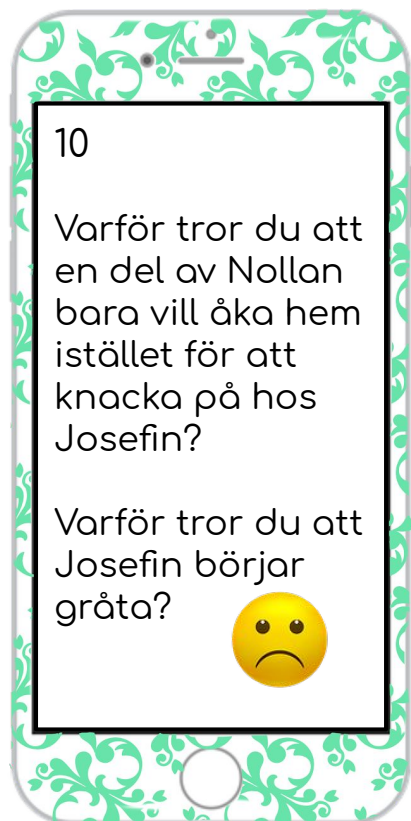 10
Varför tror du att
en del av Nollan
bara vill åka hem
istället för att
knacka på hos
Josefin?
Varför tror du att
Josefin börjar
gråta?